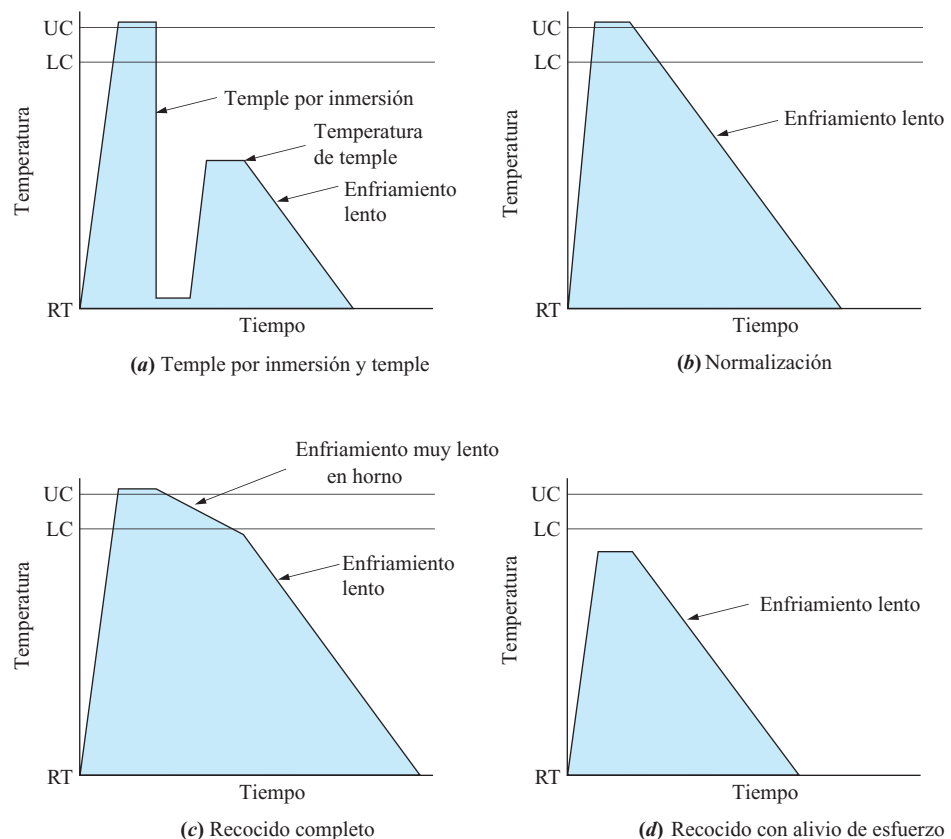 UC
LC
Temple por inmersión
Temperatura
de temple
Enfriamiento
lento
Temperatura
RT
Tiempo
(a) Temple por inmersión y temple
UC
LC
Enfriamiento lento
Temperatura
RT
Tiempo
(b) Normalización
Enfriamiento muy lento
en horno
UC
LC
Enfriamiento
lento
Temperatura
RT
Tiempo
(c) Recocido completo
UC
LC
Enfriamiento lento
Temperatura
RT
Tiempo
(d) Recocido con alivio de esfuerzo